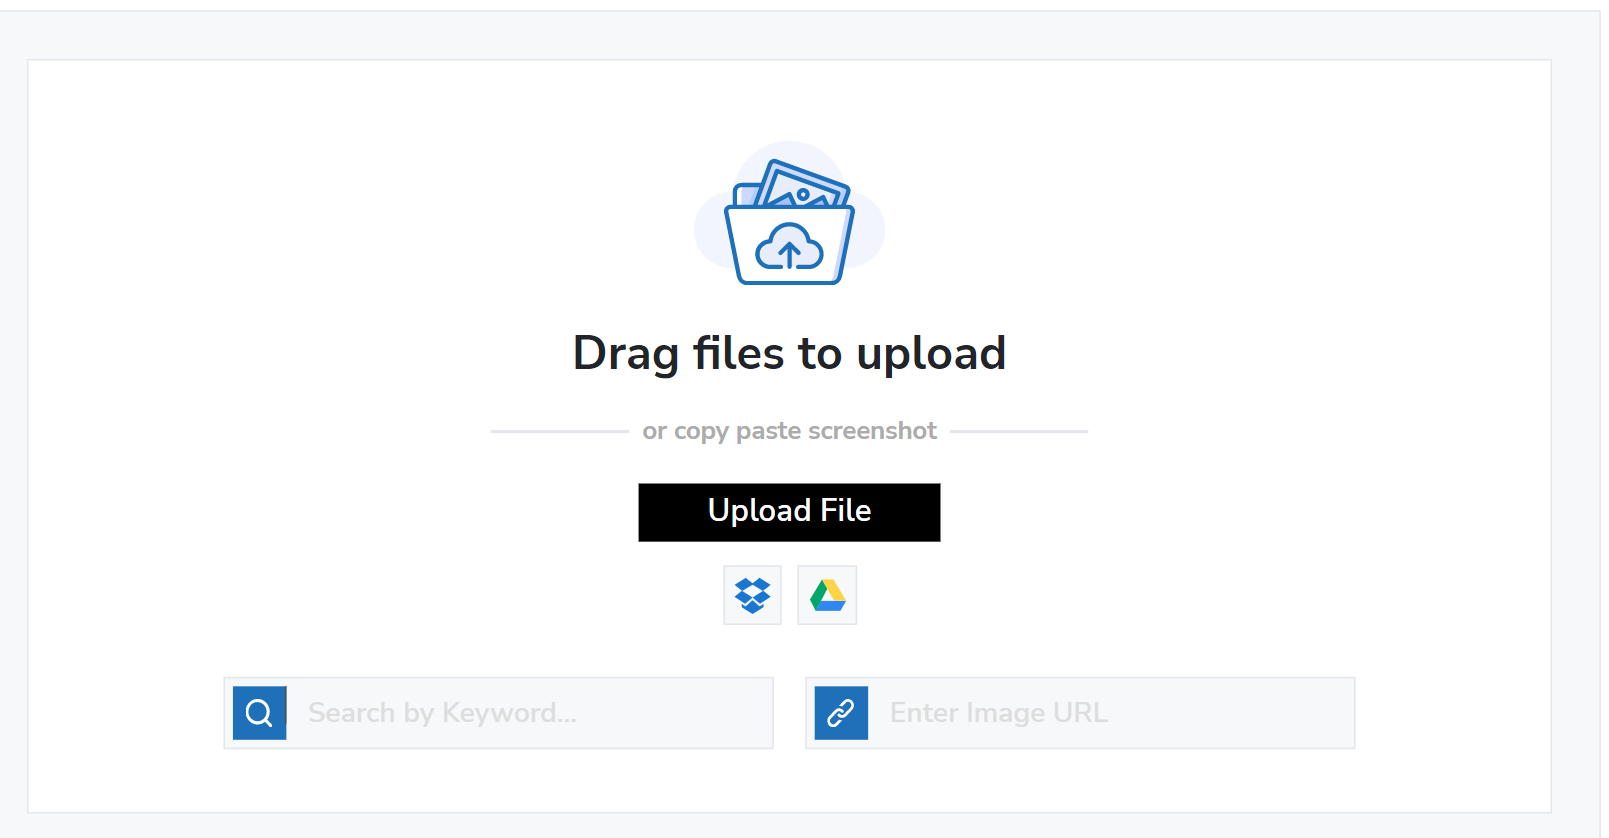 Drag files to upload
or copy paste screenshot
Upload File
Search by Keyword...
Enter Image URL